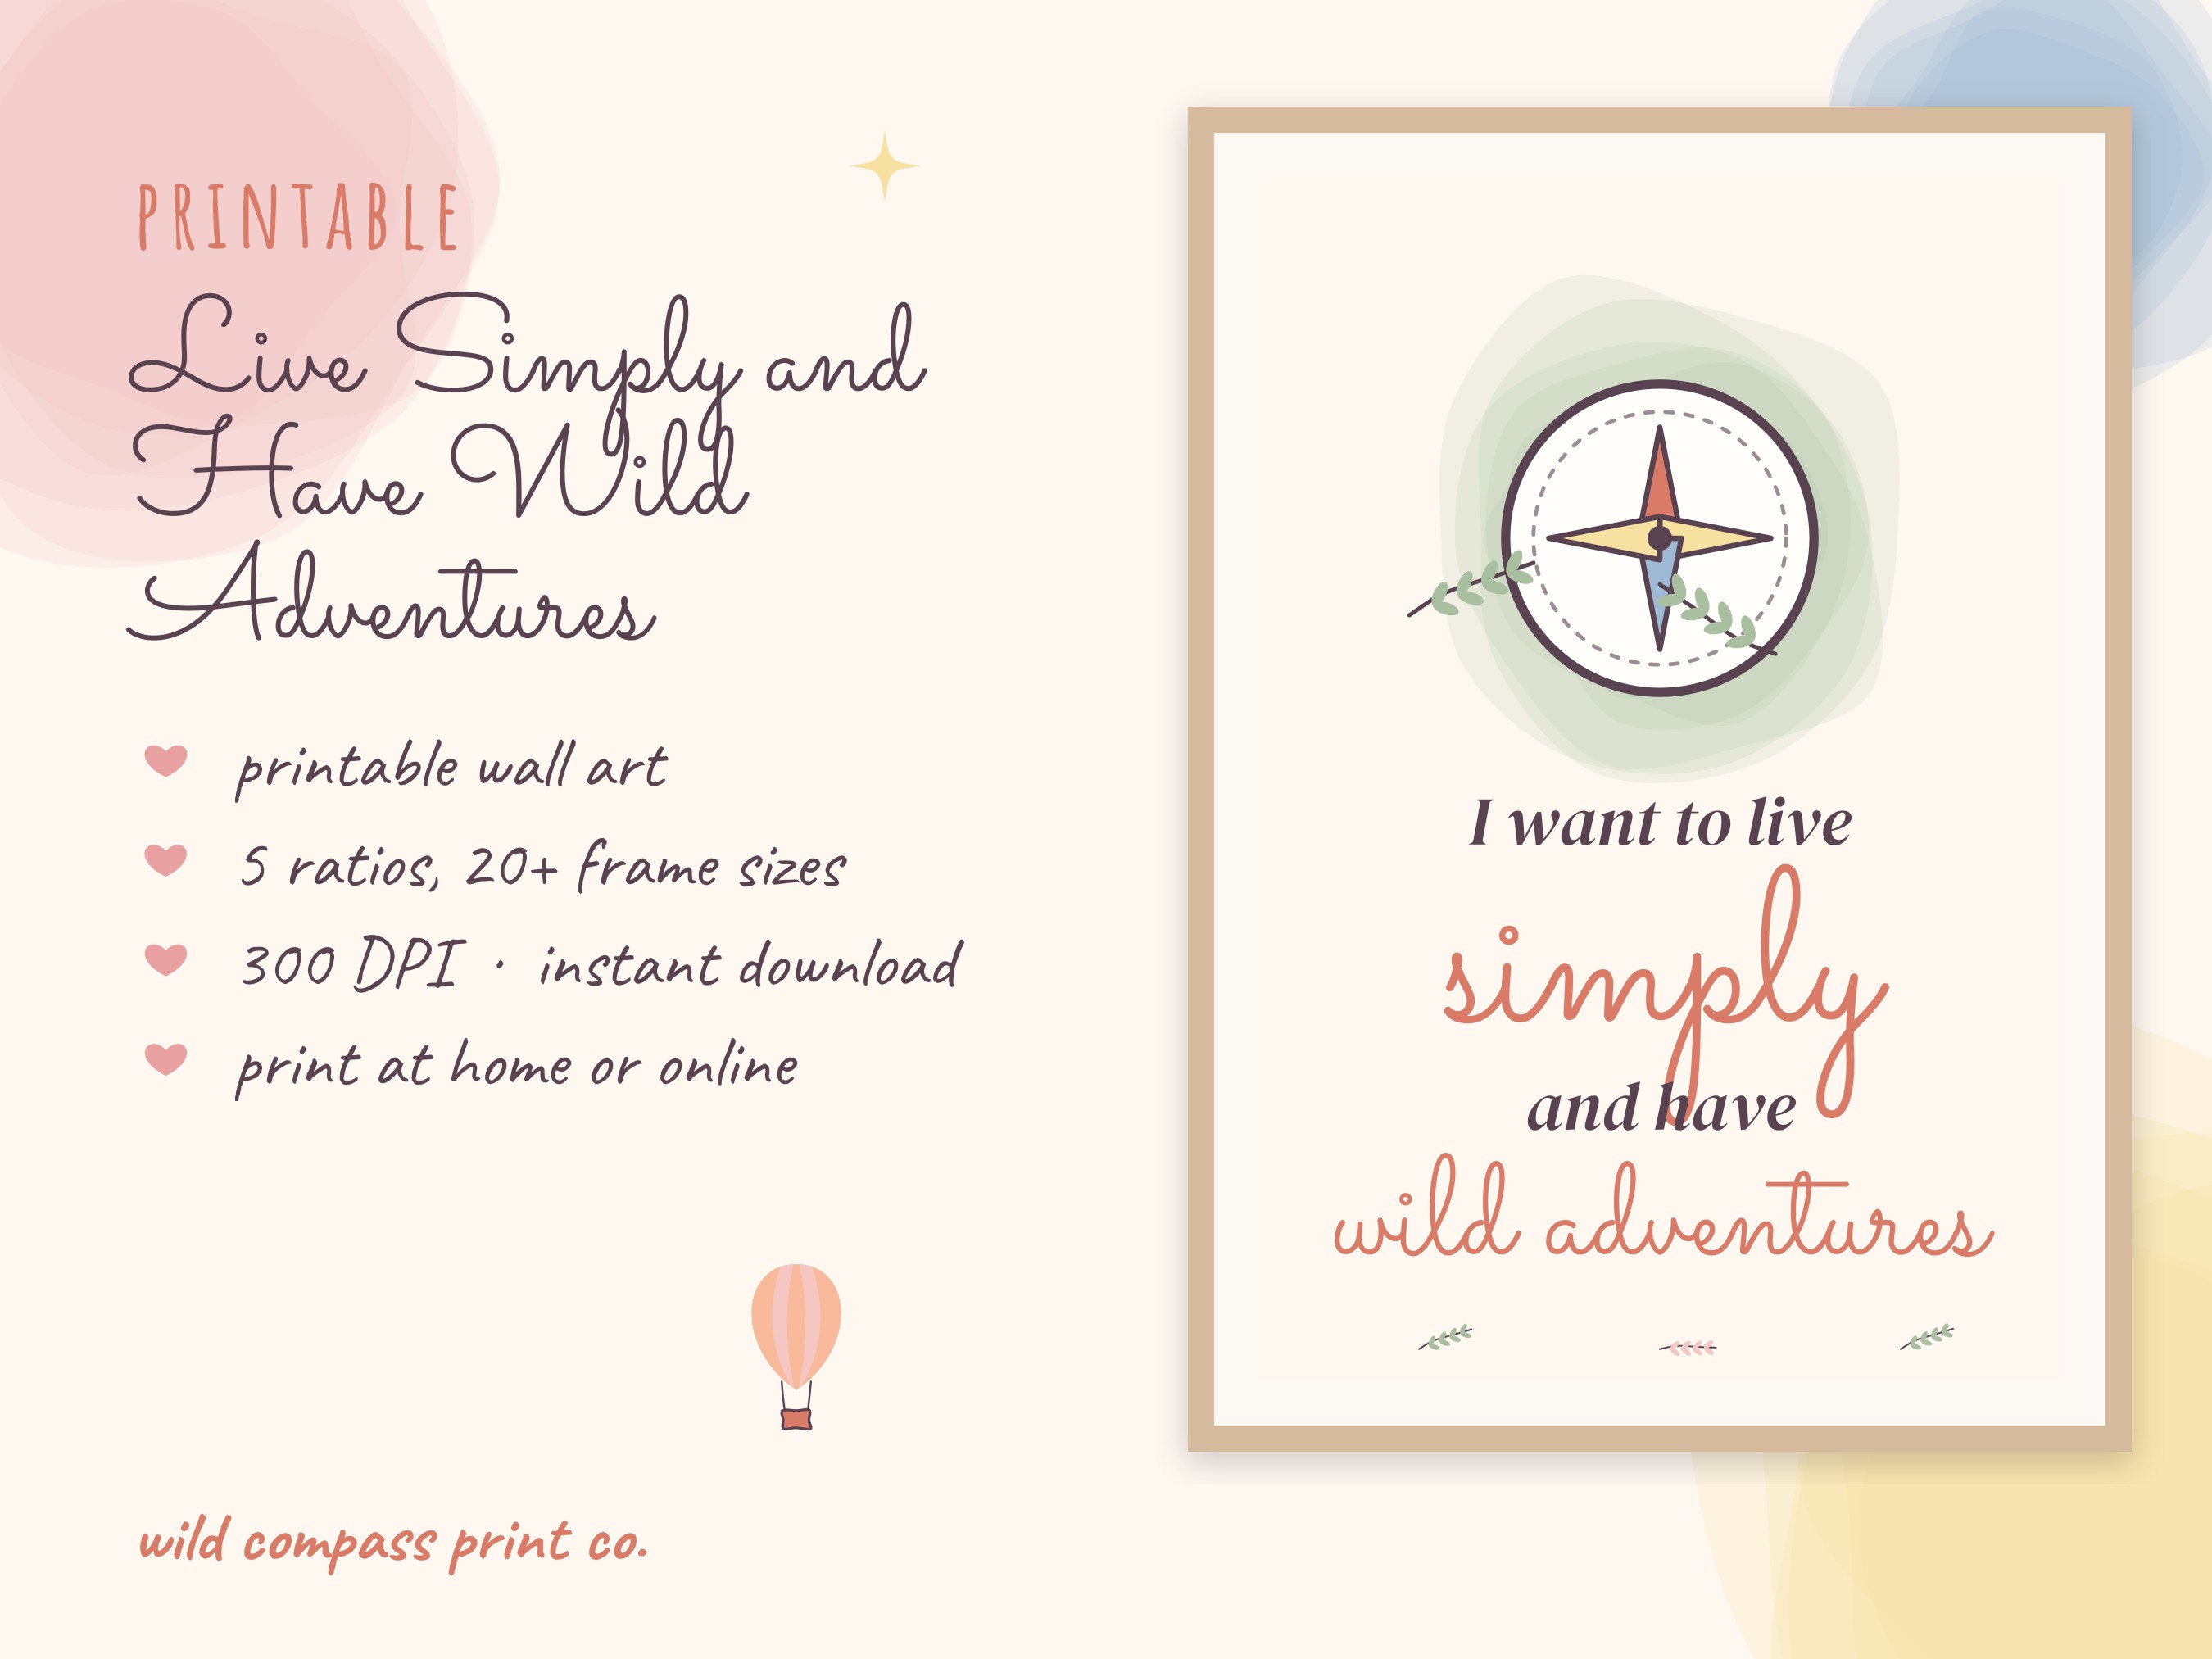 PRINTABLE
Live Simply and
Have Wild
Adventures
printable wall art
5 ratios, 20+ frame sizes
300 DPI · instant download
print at home or online
wild compass print co.
I want to live
simply
and have
wild adventures